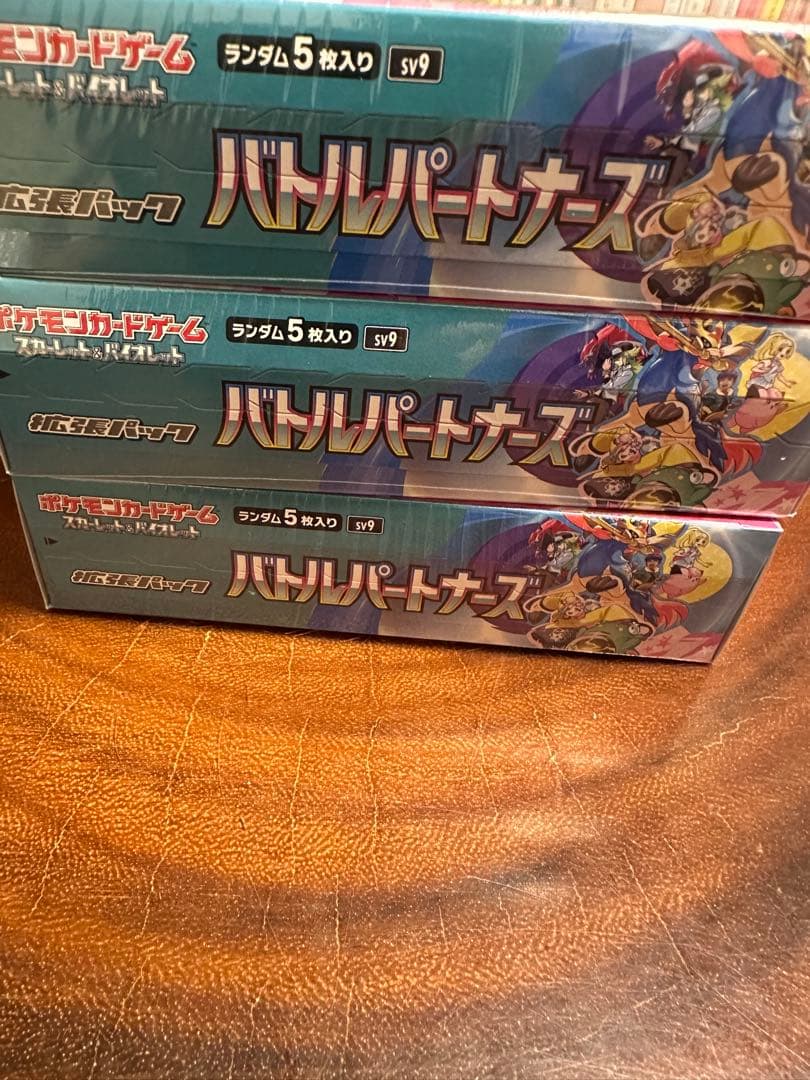 モンカードゲーム
ーレット&バイオレット
ランダム5枚入り
sv9
拡張パック
バトルパートナーズ
ポケモンカードゲーム
スカーレット&バイオレット
ランダム5枚入り
sv9
拡張パック
バトルパートナーズ
ポケモンカードゲーム
スカーレット&バイオレット
ランダム5枚入り
sv9
拡張パック
バトルパートナーズ